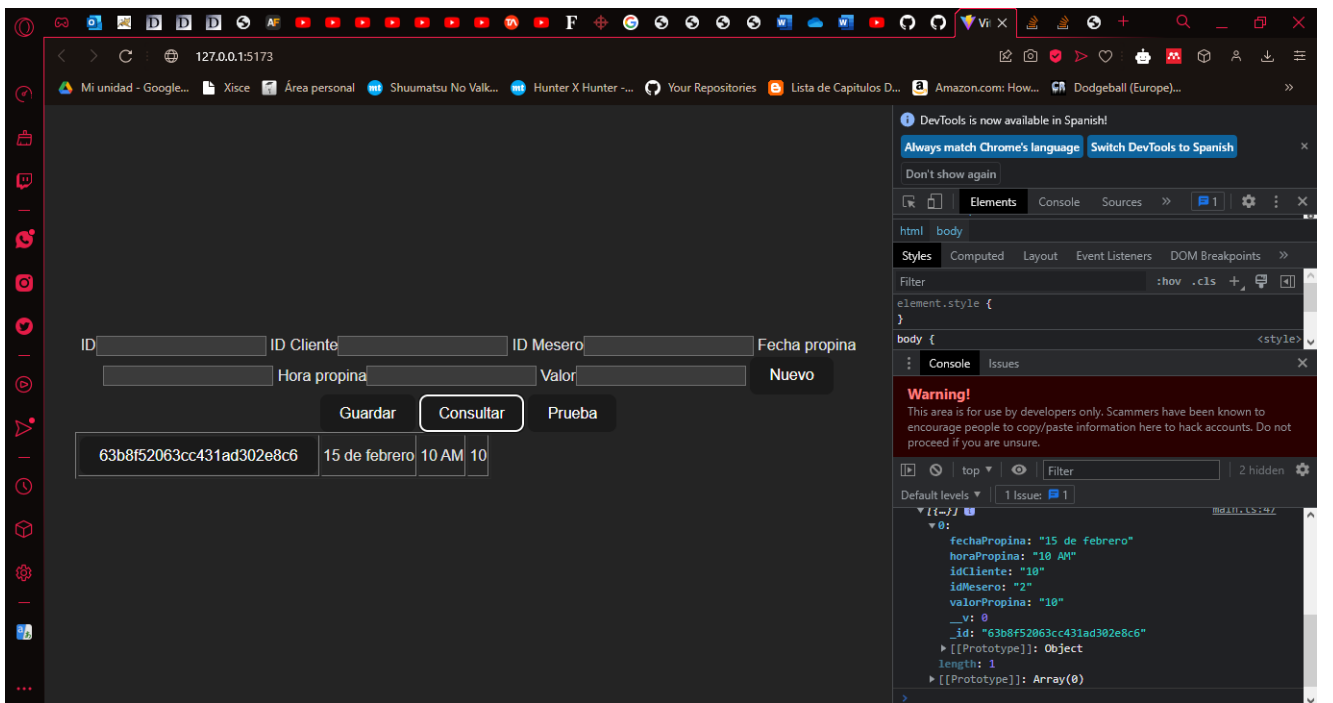 Vi
127.0.0.1:5173
Mi unidad - Google... Xisce Área personal Shuumatsu No Valk... Hunter X Hunter -... Your Repositories Lista de Capitulos D... Amazon.com: How... Dodgeball (Europe)... »
DevTools is now available in Spanish!
Always match Chrome's language Switch DevTools to Spanish
Don't show again
Elements Console Sources » 1
html body
Styles Computed Layout Event Listeners DOM Breakpoints »
Filter :hov .cls +
element.style {
}
body { <style>
Console Issues
Warning!
This area is for use by developers only. Scammers have been known to
encourage people to copy/paste information here to hack accounts. Do not
proceed if you are unsure.
top Filter 2 hidden
Default levels 1 Issue: 1
[{…}] main.ts:47
0:
fechaPropina: "15 de febrero"
horaPropina: "10 AM"
idCliente: "10"
idMesero: "2"
valorPropina: "10"
__v: 0
_id: "63b8f52063cc431ad302e8c6"
[[Prototype]]: Object
length: 1
[[Prototype]]: Array(0)
>
ID ID Cliente ID Mesero Fecha propina
Hora propina Valor Nuevo
Guardar Consultar Prueba
63b8f52063cc431ad302e8c6 15 de febrero 10 AM 10